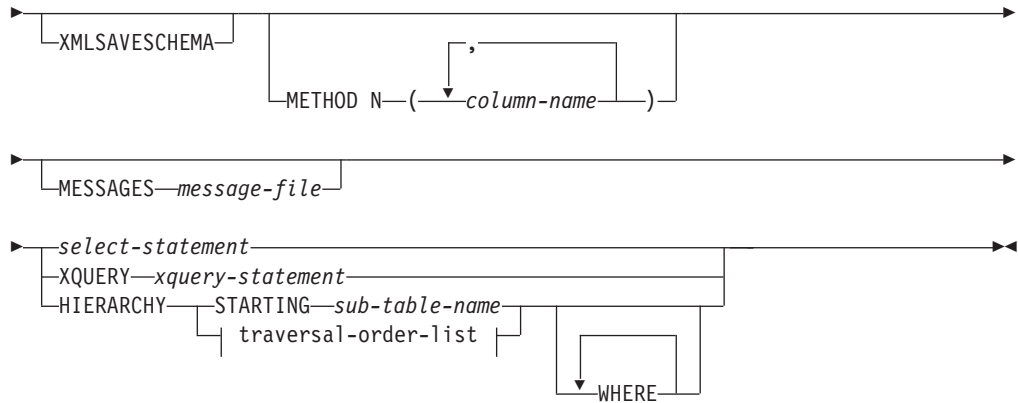 XMLSAVESCHEMA
,
METHOD N ( column-name )
MESSAGES message-file
select-statement
XQUERY xquery-statement
HIERARCHY STARTING sub-table-name
traversal-order-list
WHERE